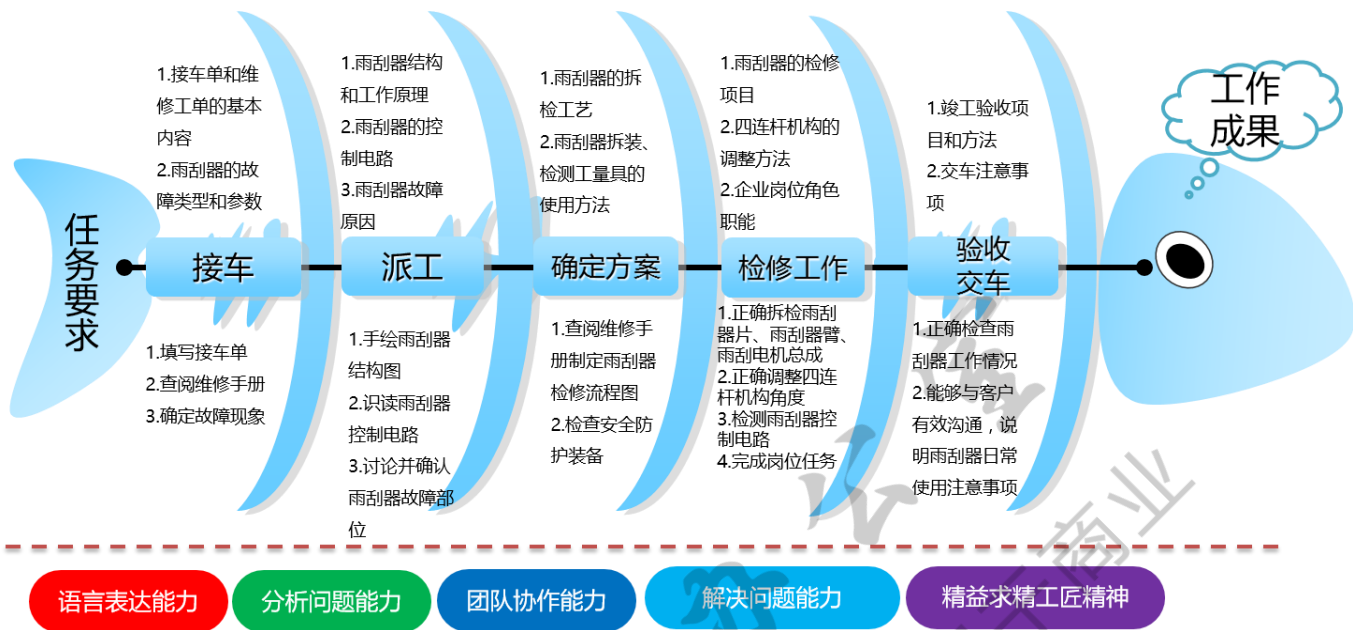 任务要求
1.接车单和维
修工单的基本
内容
2.雨刮器的故
障类型和参数
接车
1.填写接车单
2.查阅维修手册
3.确定故障现象
1.雨刮器结构
和工作原理
2.雨刮器的控
制电路
3.雨刮器故障
原因
派工
1.手绘雨刮器
结构图
2.识读雨刮器
控制电路
3.讨论并确认
雨刮器故障部
位
1.雨刮器的拆
检工艺
2.雨刮器拆装、
检测工量具的
使用方法
确定方案
1.查阅维修手
册制定雨刮器
检修流程图
2.检查安全防
护装备
1.雨刮器的检修
项目
2.四连杆机构的
调整方法
2.企业岗位角色
职能
检修工作
1.正确拆检雨刮
器片、雨刮器臂、
雨刮电机总成
2.正确调整四连
杆机构角度
3.检测雨刮器控
制电路
4.完成岗位任务
1.竣工验收项
目和方法
2.交车注意事
项
验收
交车
1.正确检查雨
刮器工作情况
2.能够与客户
有效沟通，说
明雨刮器日常
使用注意事项
工作
成果
语言表达能力
分析问题能力
团队协作能力
解决问题能力
精益求精工匠精神
商业